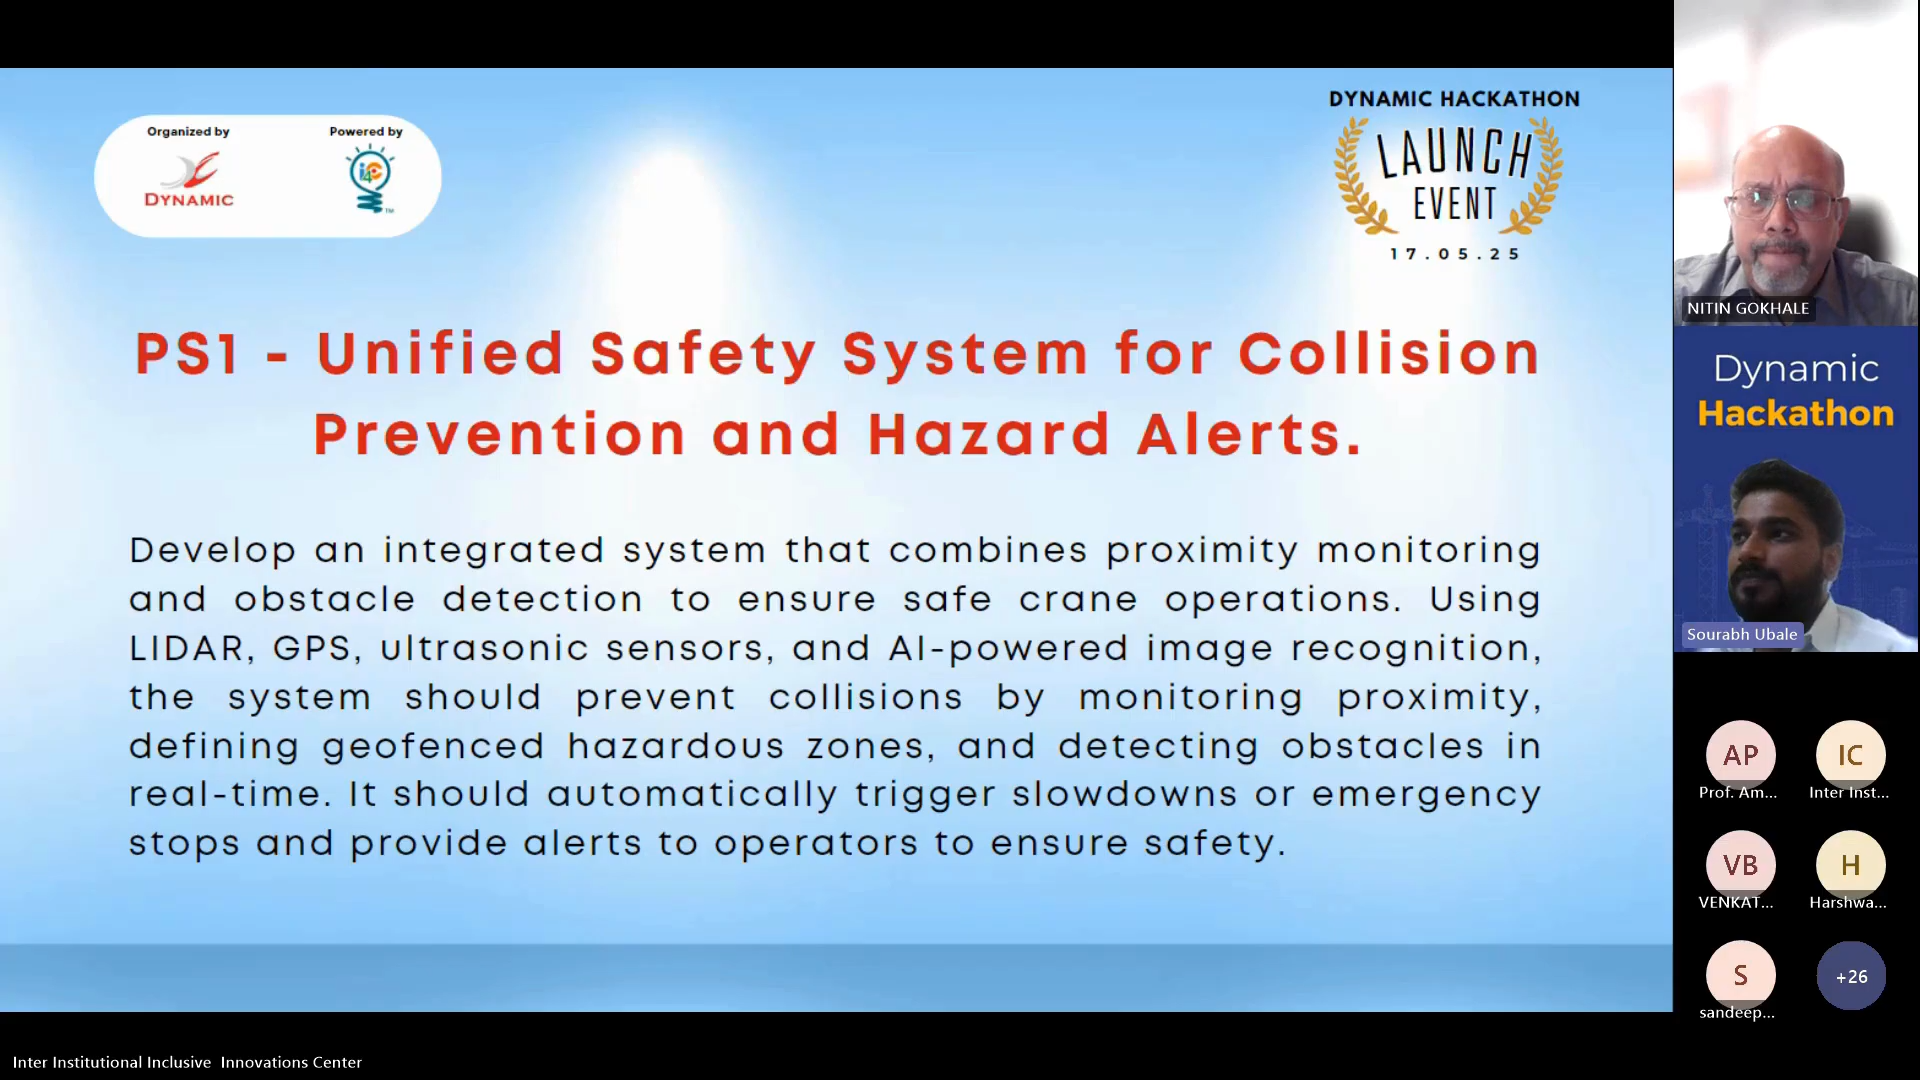 Organized by
DYNAMIC
Powered by
i4C
TM
DYNAMIC HACKATHON
LAUNCH
EVENT
17.05.25
PS1 - Unified Safety System for Collision
Prevention and Hazard Alerts.
Develop an integrated system that combines proximity monitoring
and obstacle detection to ensure safe crane operations. Using
LIDAR, GPS, ultrasonic sensors, and AI-powered image recognition,
the system should prevent collisions by monitoring proximity,
defining geofenced hazardous zones, and detecting obstacles in
real-time. It should automatically trigger slowdowns or emergency
stops and provide alerts to operators to ensure safety.
NITIN GOKHALE
Dynamic
Hackathon
Sourabh Ubale
AP
Prof. Am...
IC
Inter Inst...
VB
VENKAT...
H
Harshwa...
S
sandeep...
+26
Inter Institutional Inclusive Innovations Center